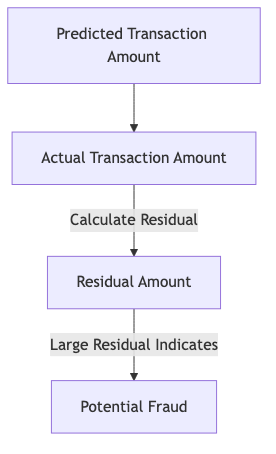 Predicted Transaction
Amount
Actual Transaction Amount
Calculate Residual
Residual Amount
Large Residual Indicates
Potential Fraud